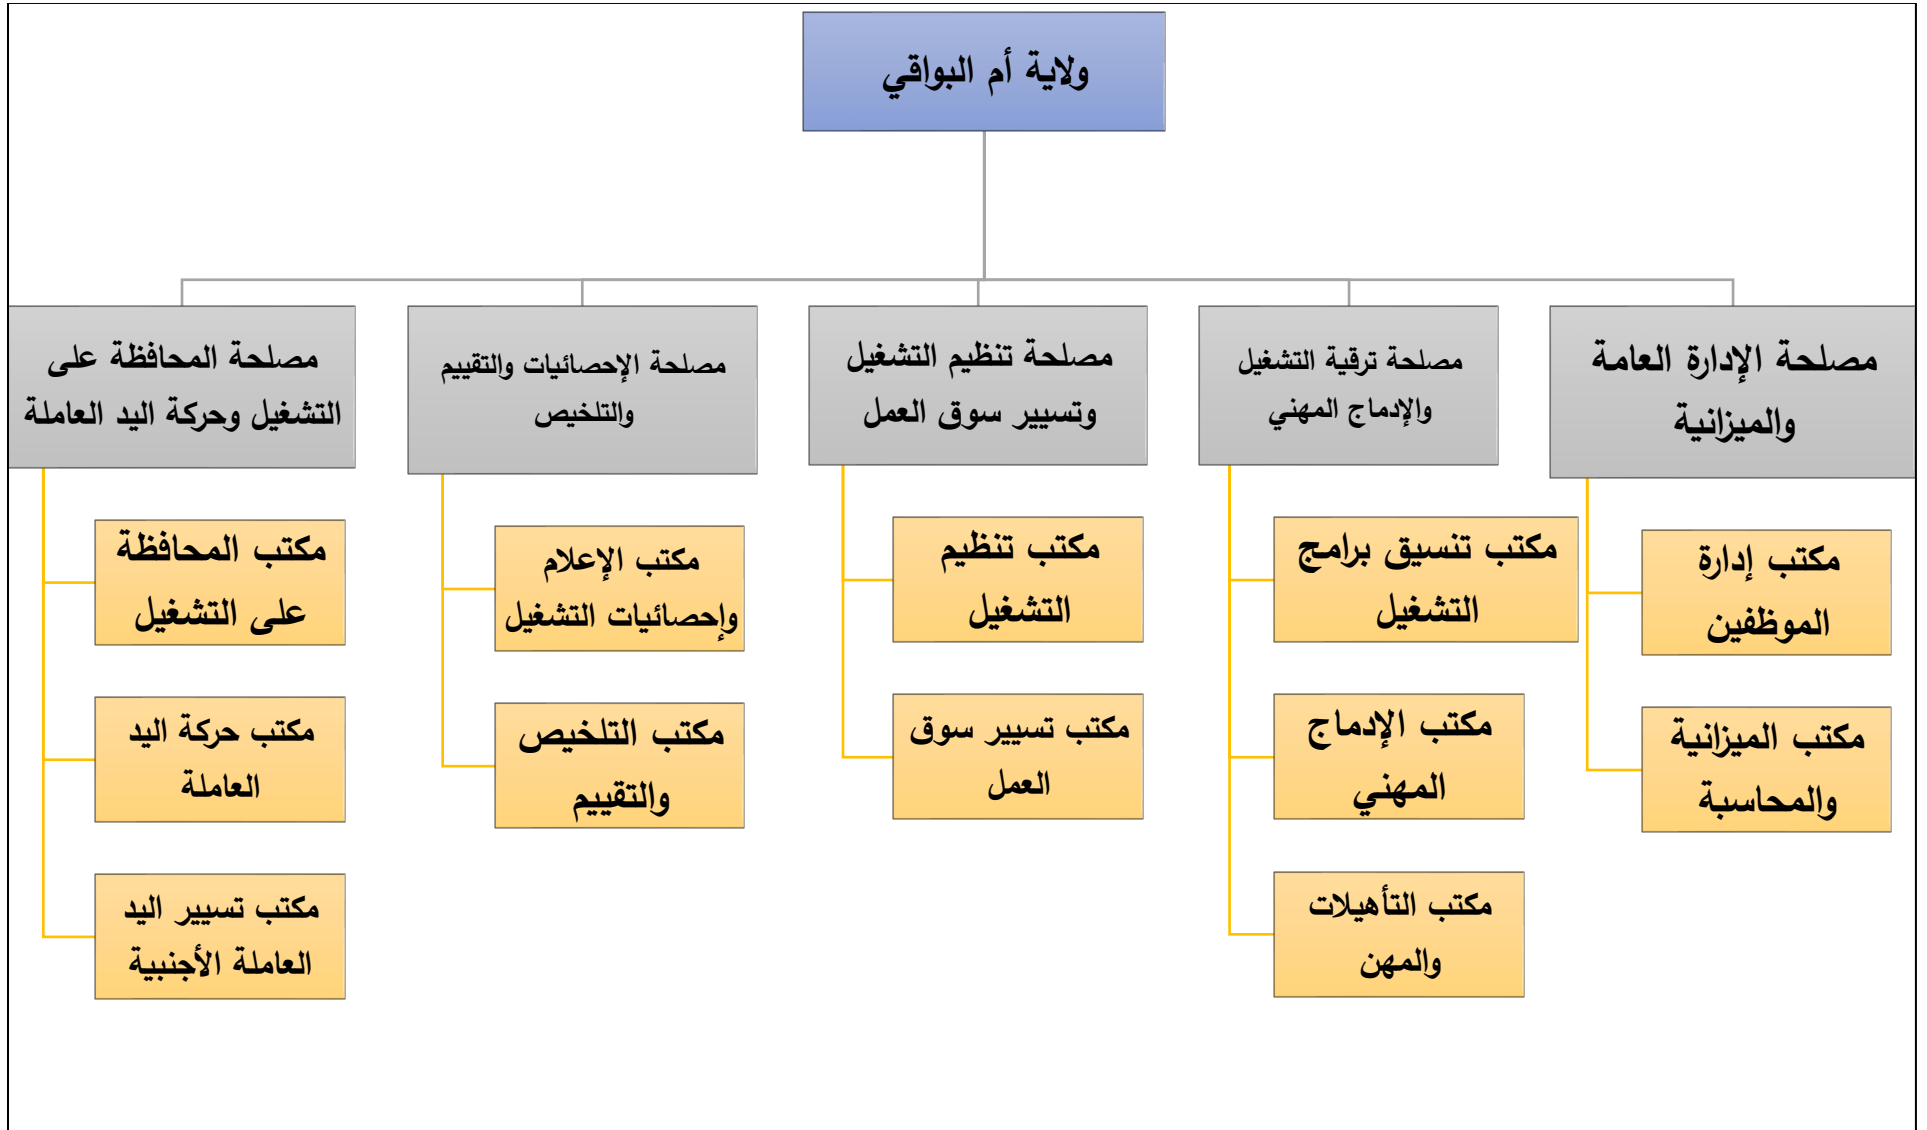 ولاية أم البواقي
مصلحة الإدارة العامة
والميزانية
مكتب إدارة
الموظفين
مكتب الميزانية
والمحاسبة
مصلحة ترقية التشغيل
والإدماج المهني
مكتب تنسيق برامج
التشغيل
مكتب الإدماج
المهني
مكتب التأهيلات
والمهن
مصلحة تنظيم التشغيل
وتسيير سوق العمل
مكتب تنظيم
التشغيل
مكتب تسيير سوق
العمل
مصلحة الإحصائيات والتقييم
والتلخيص
مكتب الإعلام
وإحصائيات التشغيل
مكتب التلخيص
والتقييم
مصلحة المحافظة على
التشغيل وحركة اليد العاملة
مكتب المحافظة
على التشغيل
مكتب حركة اليد
العاملة
مكتب تسيير اليد
العاملة الأجنبية